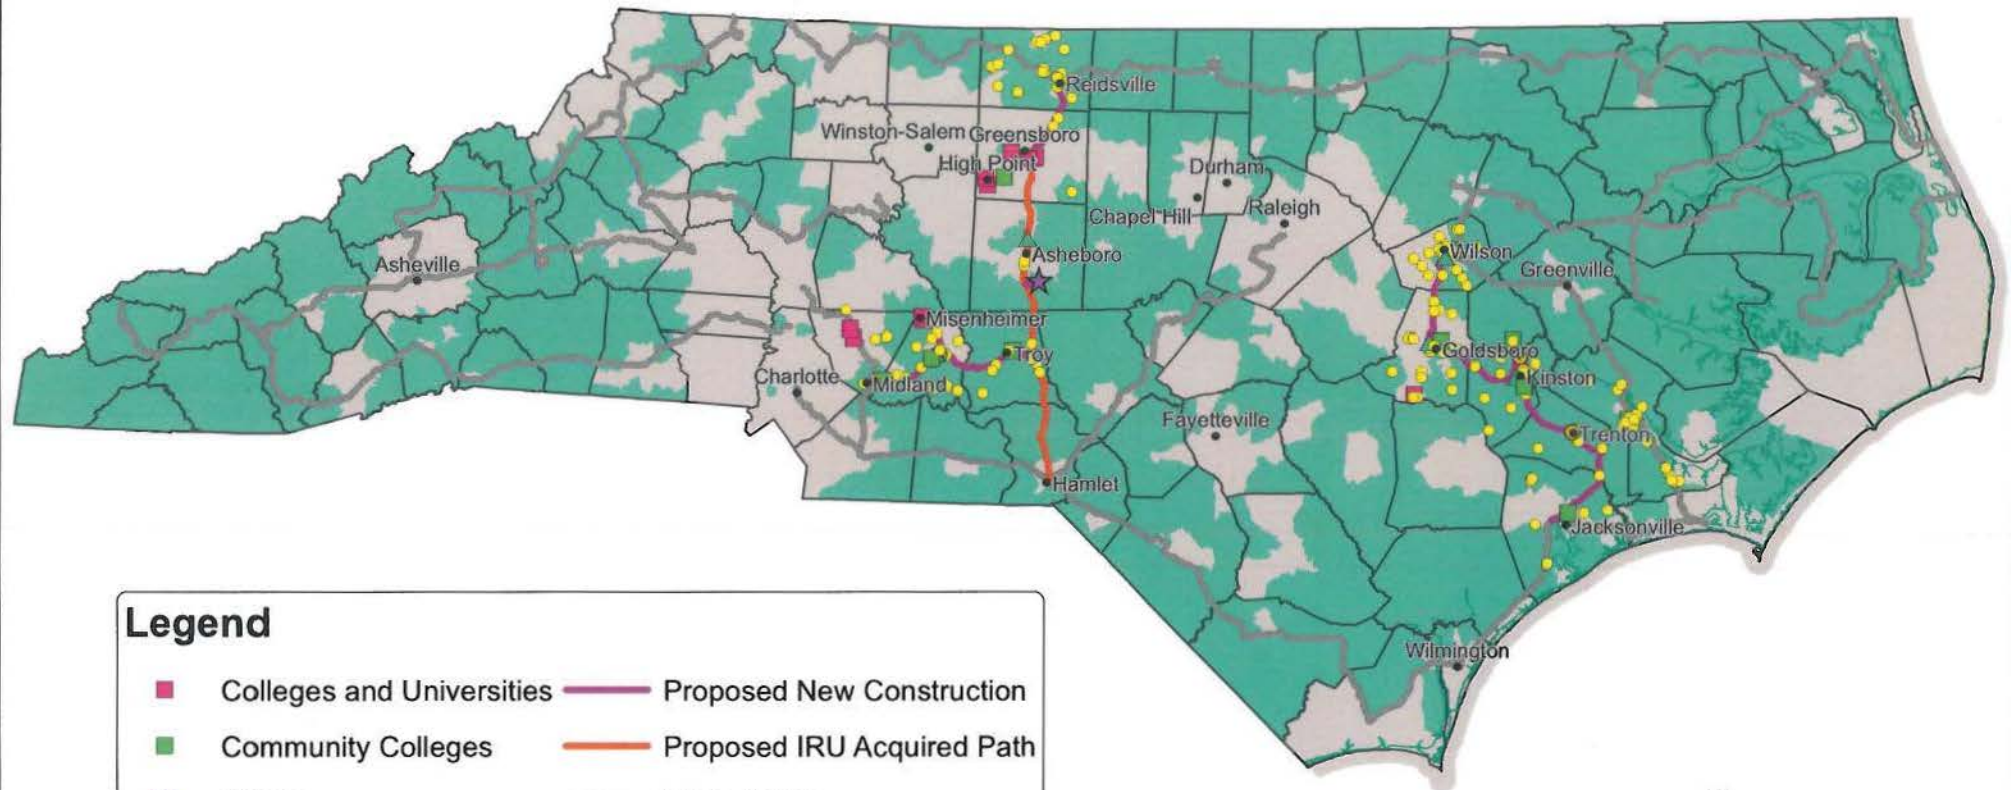 Reidsville
Winston-Salem
Greensboro
High Point
Durham
Chapel Hill
Raleigh
Asheboro
Wilson
Asheville
Greenville
Misenheimer
Troy
Goldsboro
Charlotte
Midland
Kinston
Fayetteville
Trenton
Hamlet
Jacksonville
Wilmington
Legend
Colleges and Universities
Proposed New Construction
Community Colleges
Proposed IRU Acquired Path